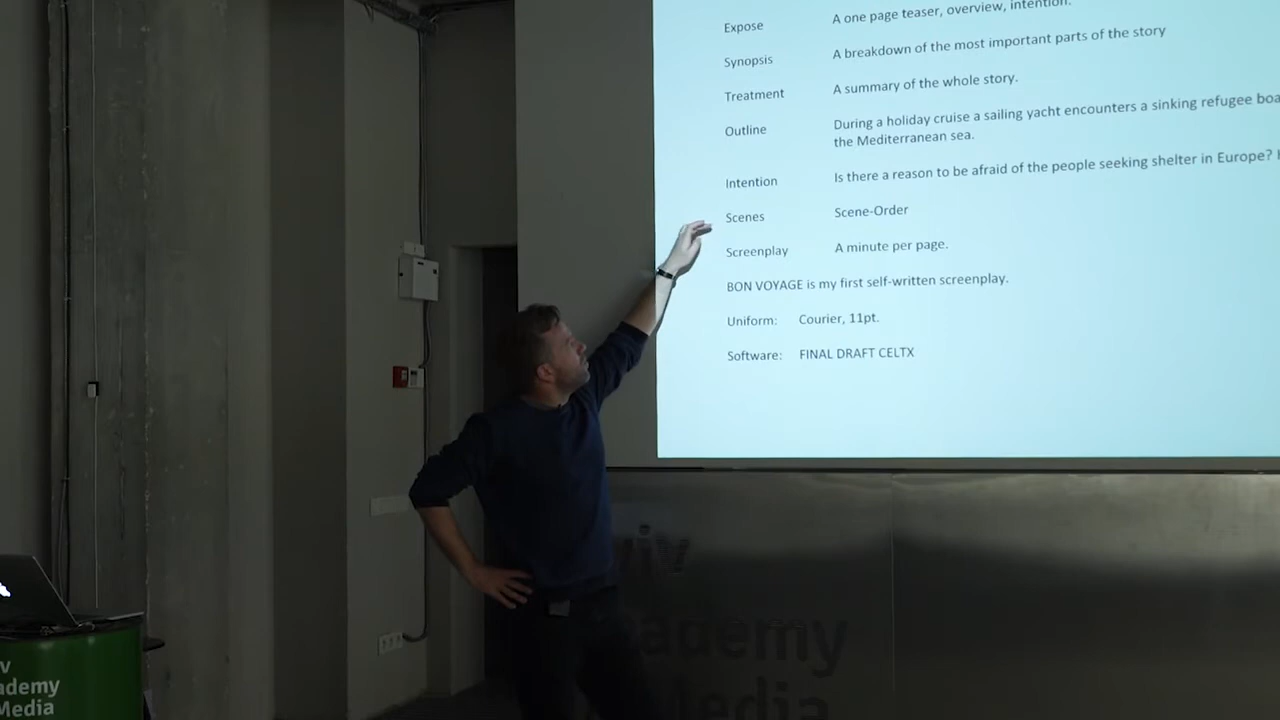 Expose A one page teaser, overview, intention.
Synopsis A breakdown of the most important parts of the story
Treatment A summary of the whole story.
Outline During a holiday cruise a sailing yacht encounters a sinking refugee boa
the Mediterranean sea.
Intention Is there a reason to be afraid of the people seeking shelter in Europe?
Scenes Scene-Order
Screenplay A minute per page.
BON VOYAGE is my first self-written screenplay.
Uniform: Courier, 11pt.
Software: FINAL DRAFT CELTX
viv
ademy
Media
v
ademy
Media